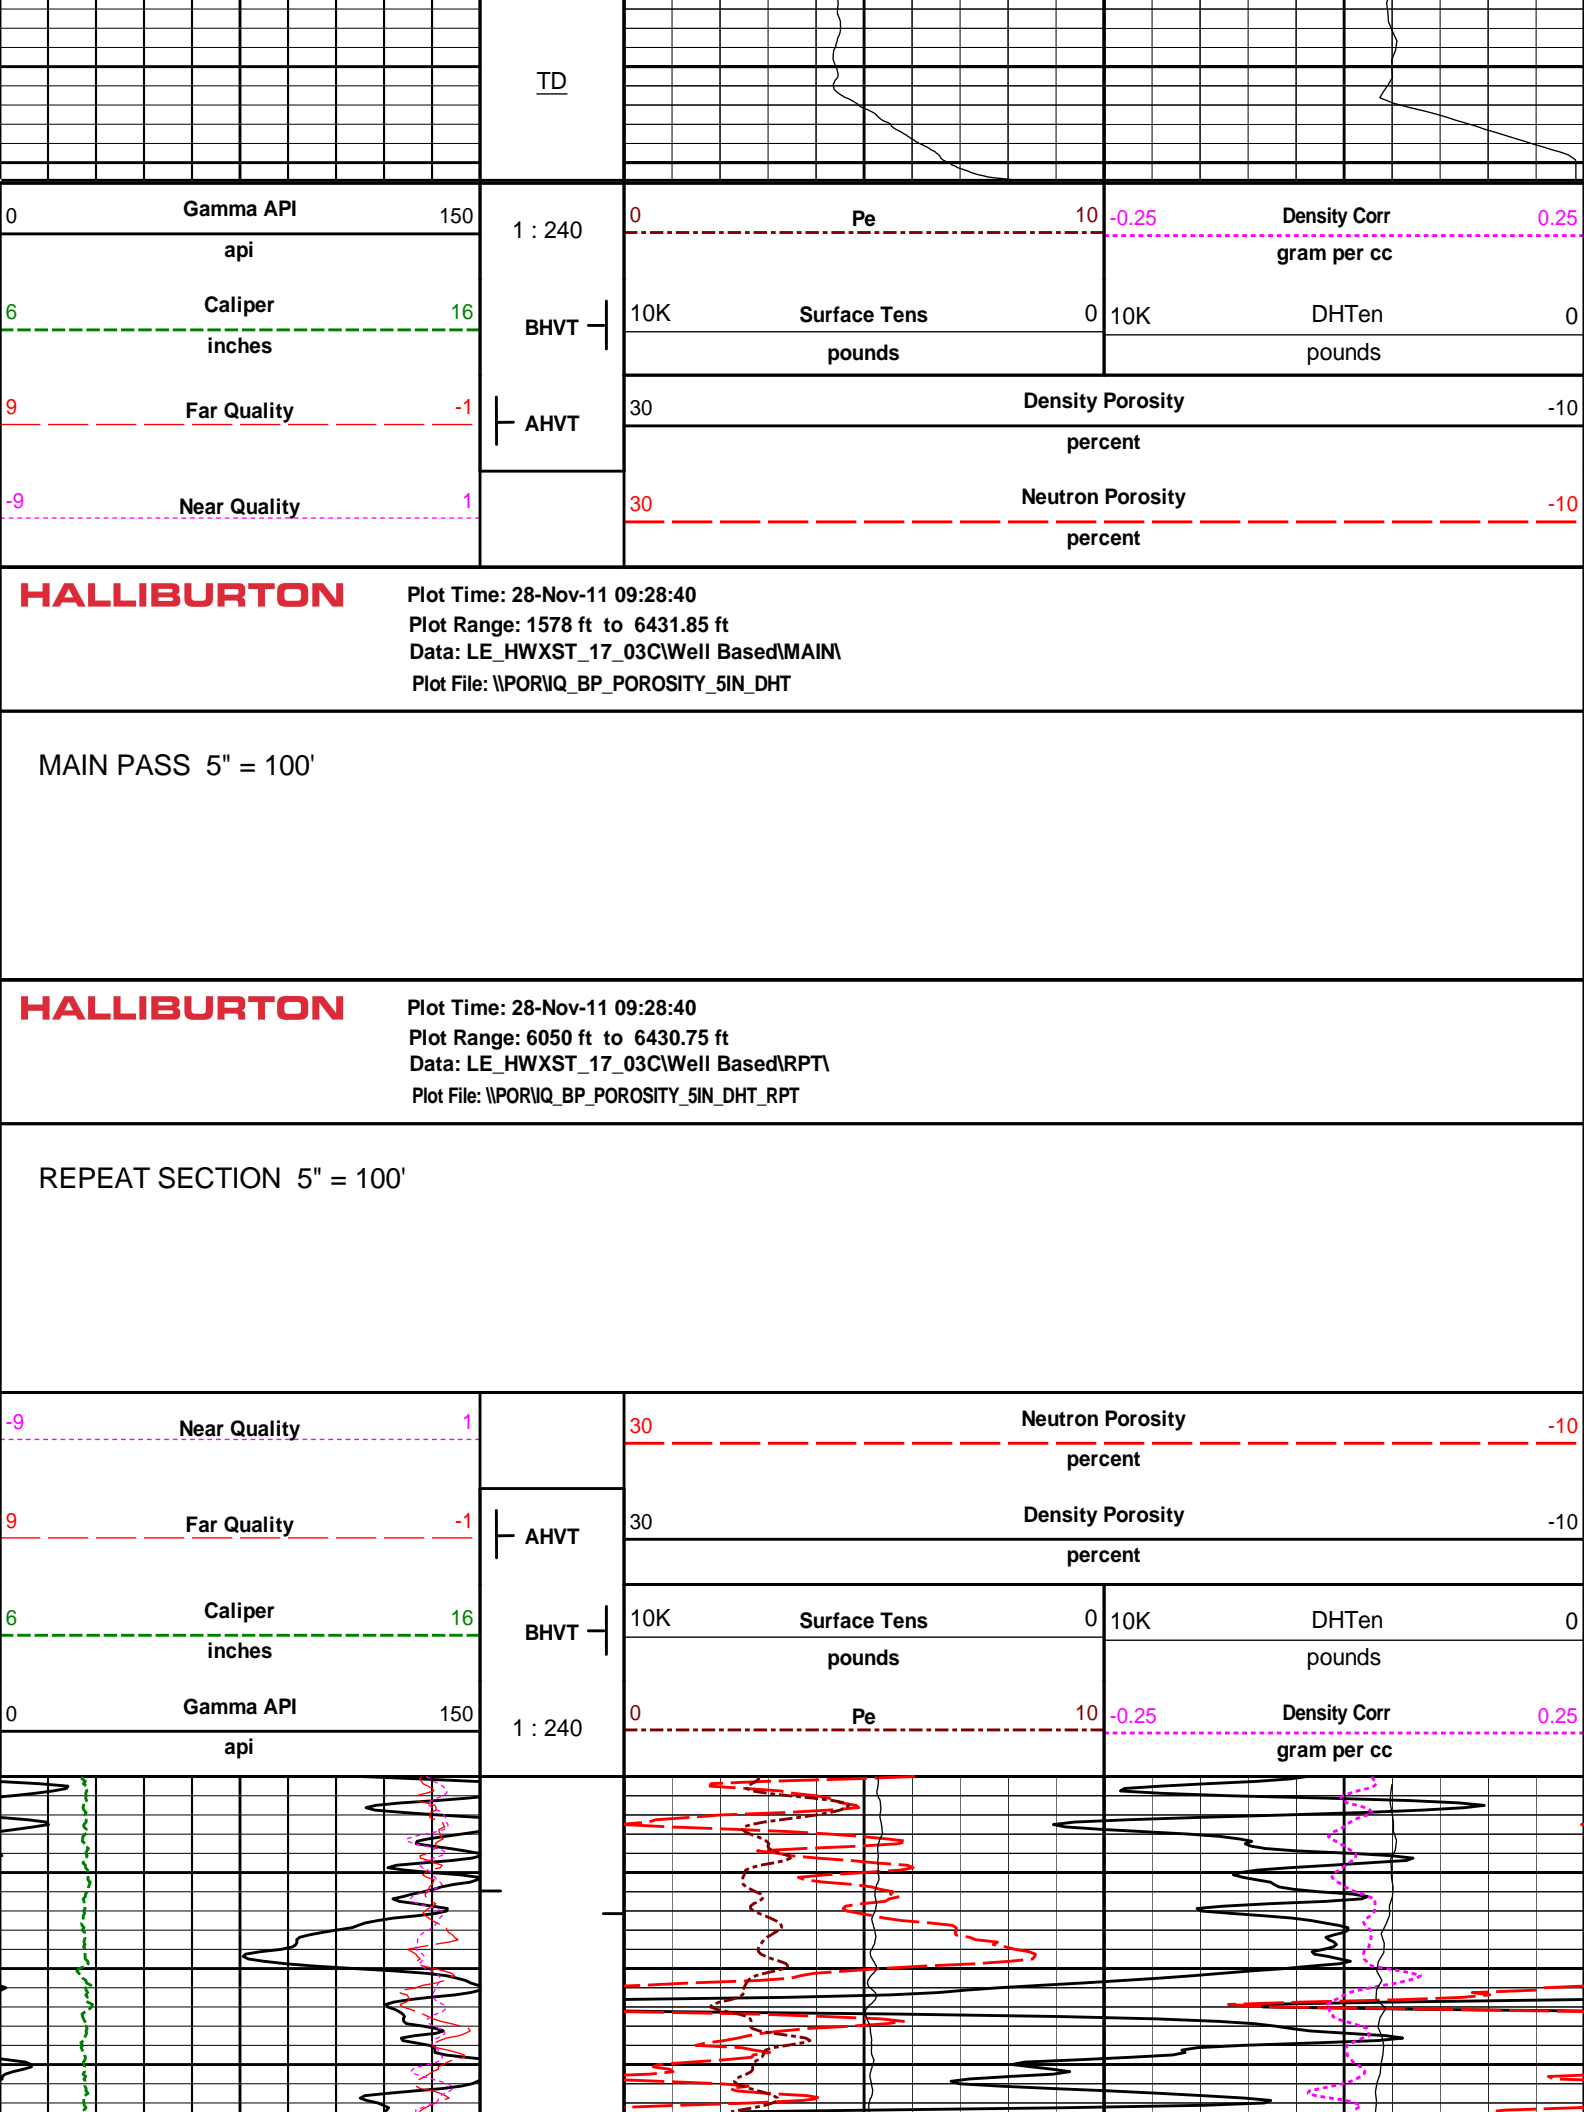 TD
0 Gamma API 150
api
6 Caliper 16
inches
9 Far Quality -1
-9 Near Quality 1
1 : 240
BHVT
AHVT
0 Pe 10
-0.25 Density Corr 0.25
gram per cc
10K Surface Tens 0
pounds
10K DHTen 0
pounds
30 Density Porosity -10
percent
30 Neutron Porosity -10
percent
HALLIBURTON
Plot Time: 28-Nov-11 09:28:40
Plot Range: 1578 ft to 6431.85 ft
Data: LE_HWXST_17_03C\Well Based\MAIN\
Plot File: \\POR\IQ_BP_POROSITY_5IN_DHT
MAIN PASS 5" = 100'
HALLIBURTON
Plot Time: 28-Nov-11 09:28:40
Plot Range: 6050 ft to 6430.75 ft
Data: LE_HWXST_17_03C\Well Based\RPT\
Plot File: \\POR\IQ_BP_POROSITY_5IN_DHT_RPT
REPEAT SECTION 5" = 100'
-9 Near Quality 1
9 Far Quality -1
6 Caliper 16
inches
0 Gamma API 150
api
AHVT
BHVT
1 : 240
30 Neutron Porosity -10
percent
30 Density Porosity -10
percent
10K Surface Tens 0
pounds
10K DHTen 0
pounds
0 Pe 10
-0.25 Density Corr 0.25
gram per cc